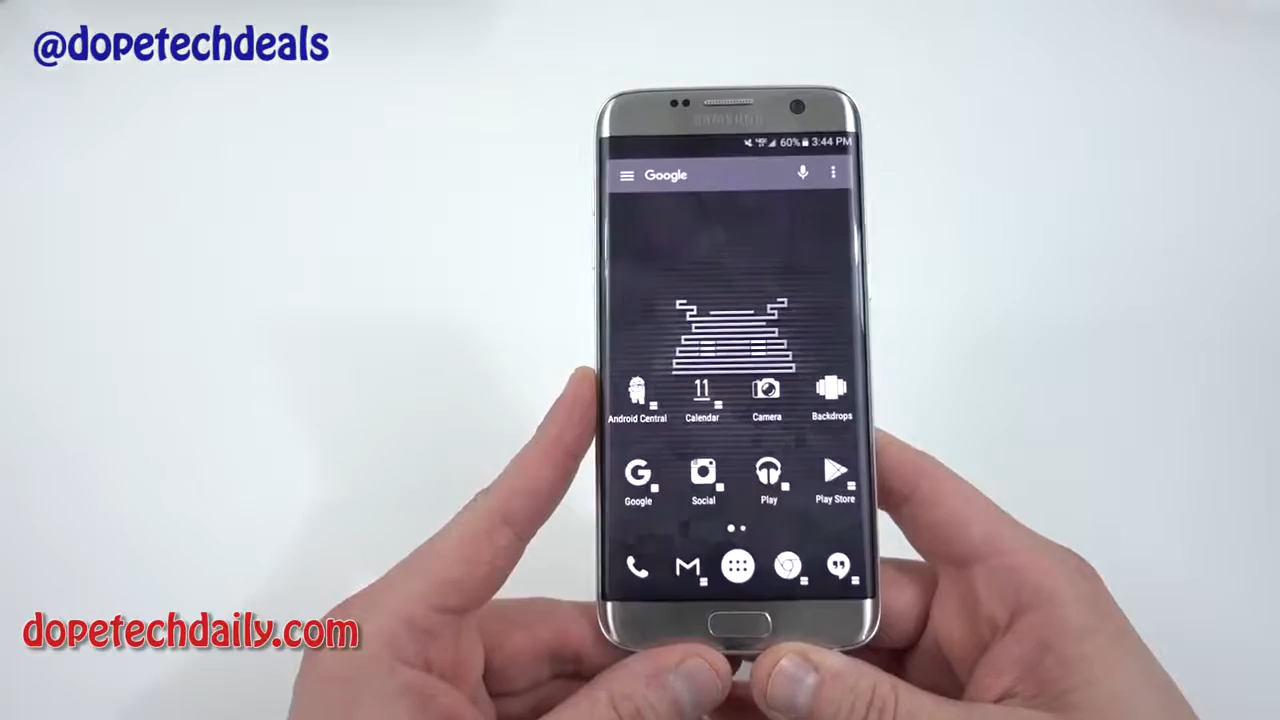 @dopetechdeals
SAMSUNG
60% 3:44 PM
Google
11
Android Central Calendar Camera Backdrops
Google Social Play Play Store
dopetechdaily.com